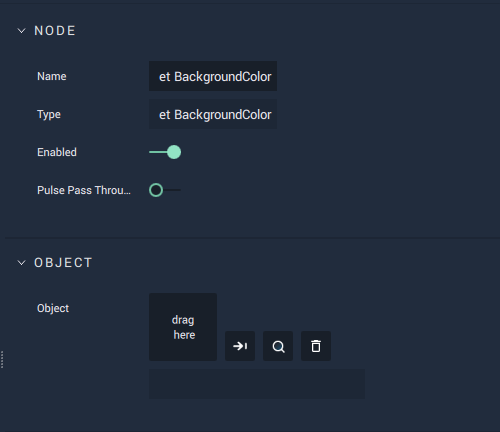 NODE
Name
et BackgroundColor
Type
et BackgroundColor
Enabled
Pulse Pass Throu...
OBJECT
Object
drag
here